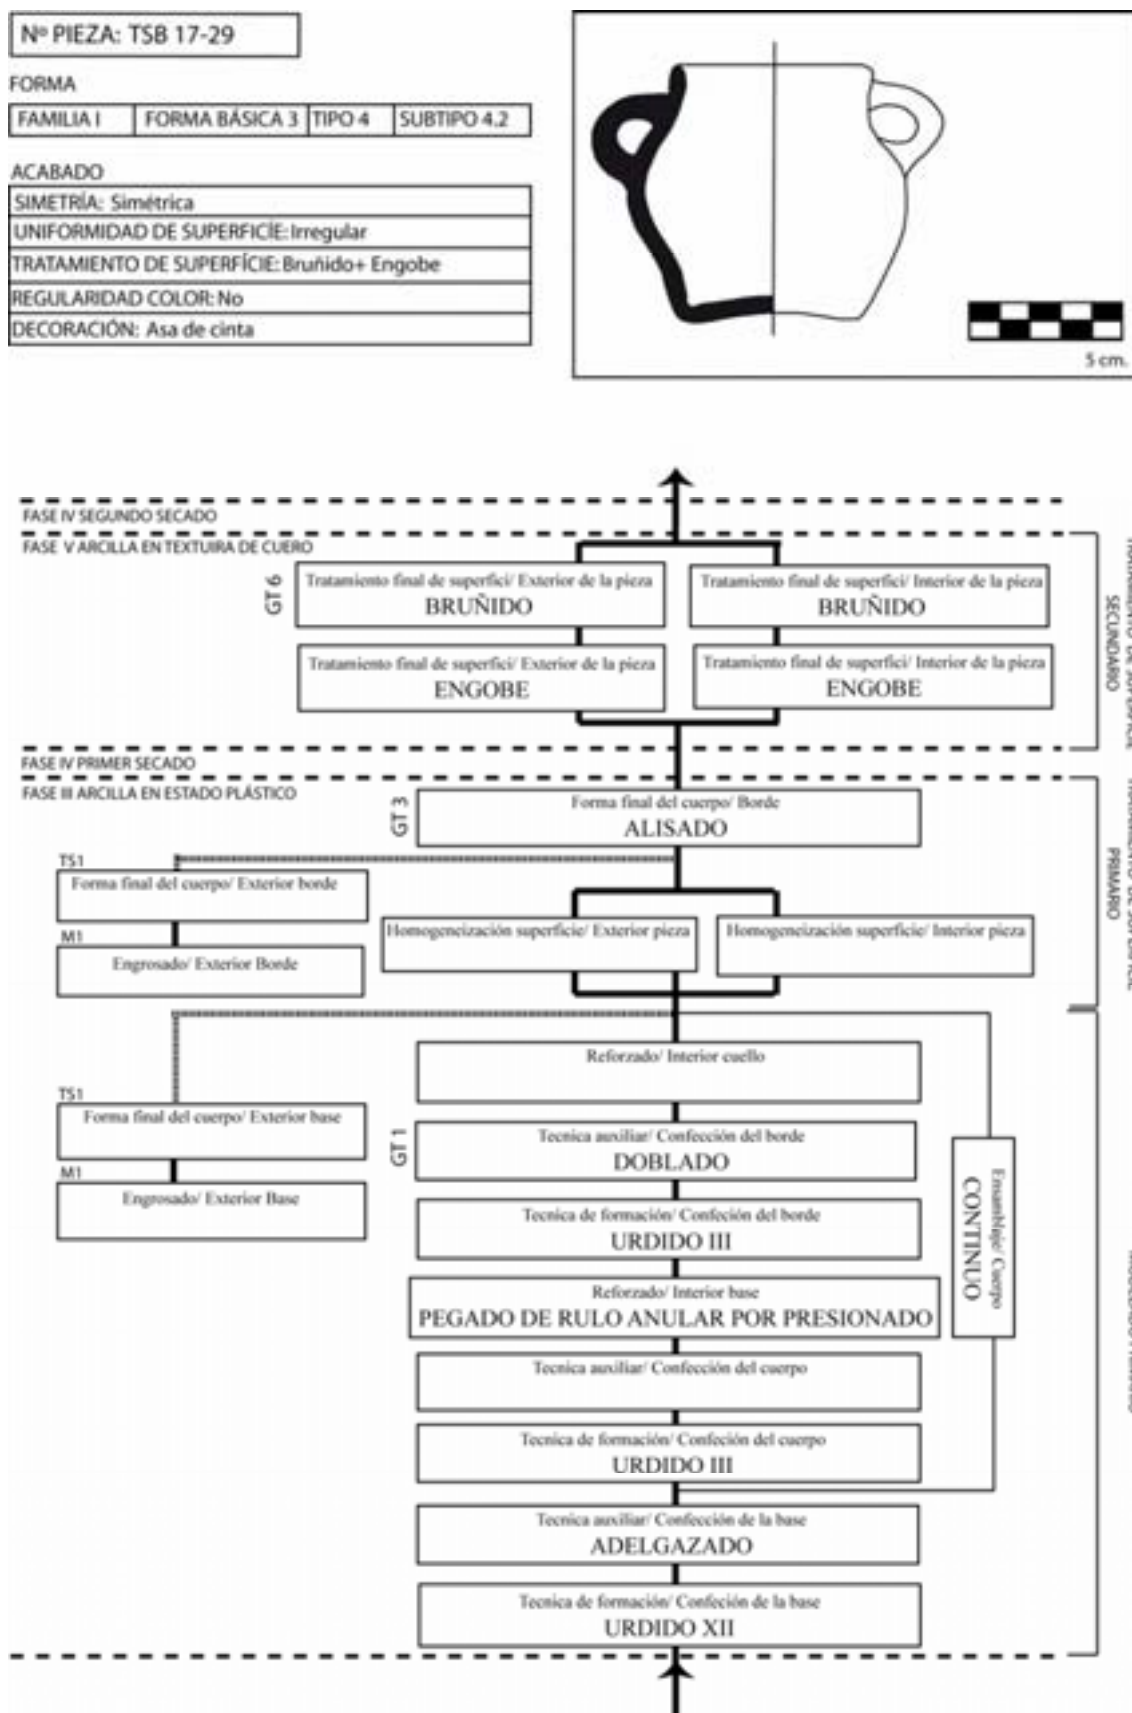 Nº PIEZA: TSB 17-29
FORMA
FAMILIA I FORMA BÁSICA 3 TIPO 4 SUBTIPO 4.2
ACABADO
SIMETRÍA: Simétrica
UNIFORMIDAD DE SUPERFICÍE: Irregular
TRATAMIENTO DE SUPERFÍCIE: Bruñido+ Engobe
REGULARIDAD COLOR: No
DECORACIÓN: Asa de cinta
5 cm.
FASE IV SEGUNDO SECADO
FASE V ARCILLA EN TEXTUIRA DE CUERO
GT 6
Tratamiento final de superfici/ Exterior de la pieza
BRUÑIDO
Tratamiento final de superfici/ Interior de la pieza
BRUÑIDO
Tratamiento final de superfici/ Exterior de la pieza
ENGOBE
Tratamiento final de superfici/ Interior de la pieza
ENGOBE
SECUNDARIO
FASE IV PRIMER SECADO
FASE III ARCILLA EN ESTADO PLÁSTICO
GT 3
Forma final del cuerpo/ Borde
ALISADO
TS1
Forma final del cuerpo/ Exterior borde
M1
Engrosado/ Exterior Borde
Homogeneización superficie/ Exterior pieza
Homogeneización superficie/ Interior pieza
PRIMARIO
Reforzado/ Interior cuello
TS1
Forma final del cuerpo/ Exterior base
M1
Engrosado/ Exterior Base
GT 1
Tecnica auxiliar/ Confección del borde
DOBLADO
Tecnica de formación/ Confeción del borde
URDIDO III
Reforzado/ Interior base
PEGADO DE RULO ANULAR POR PRESIONADO
Ensamblaje/ Cuerpo
CONTINUO
Tecnica auxiliar/ Confección del cuerpo
Tecnica de formación/ Confeción del cuerpo
URDIDO III
Tecnica auxiliar/ Confección de la base
ADELGAZADO
Tecnica de formación/ Confeción de la base
URDIDO XII